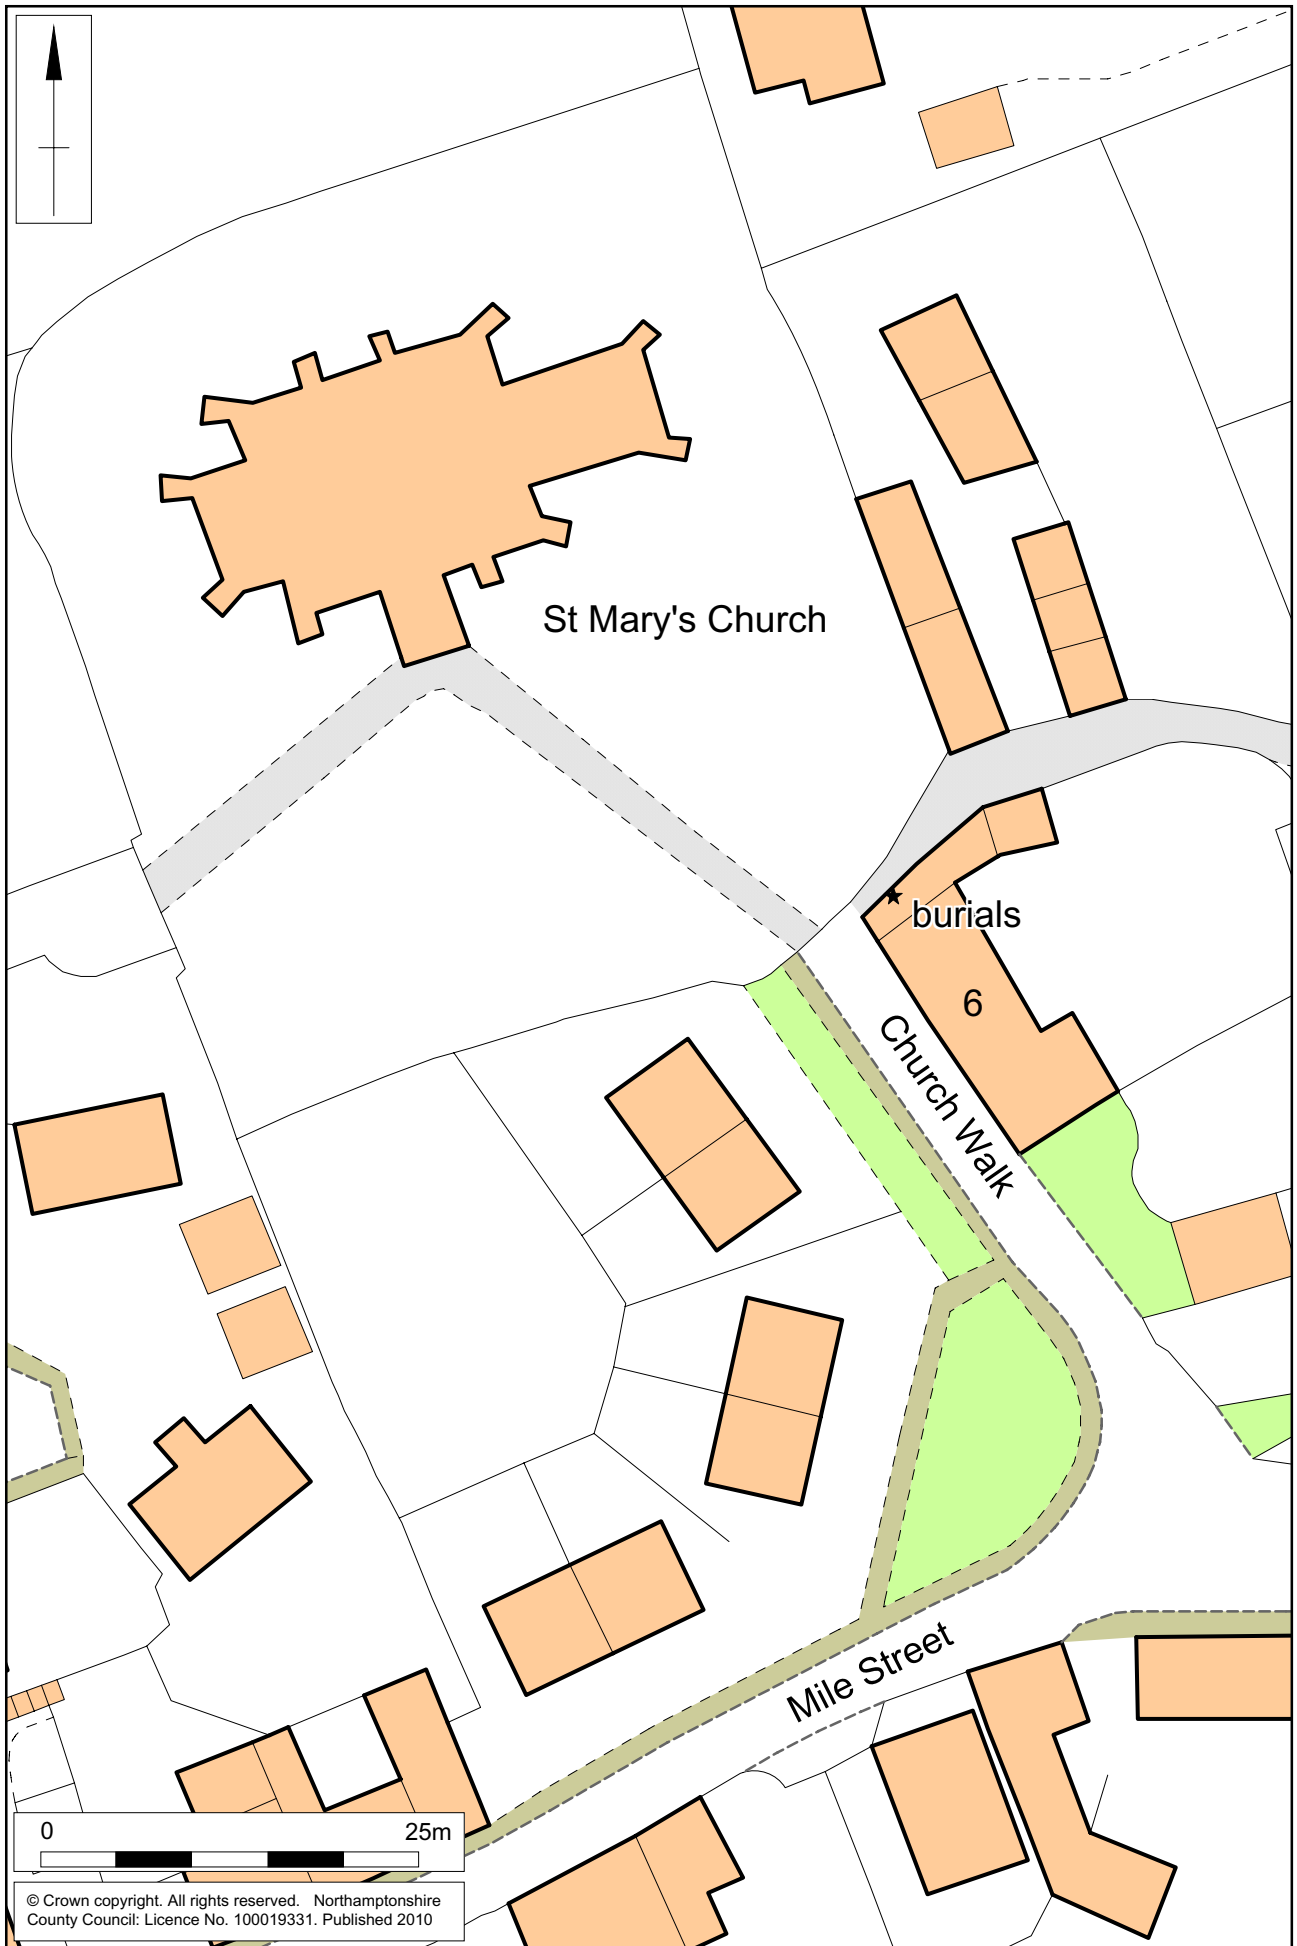 St Mary's Church
burials
6
Church Walk
Mile Street
0 25m
© Crown copyright. All rights reserved. Northamptonshire
County Council: Licence No. 100019331. Published 2010